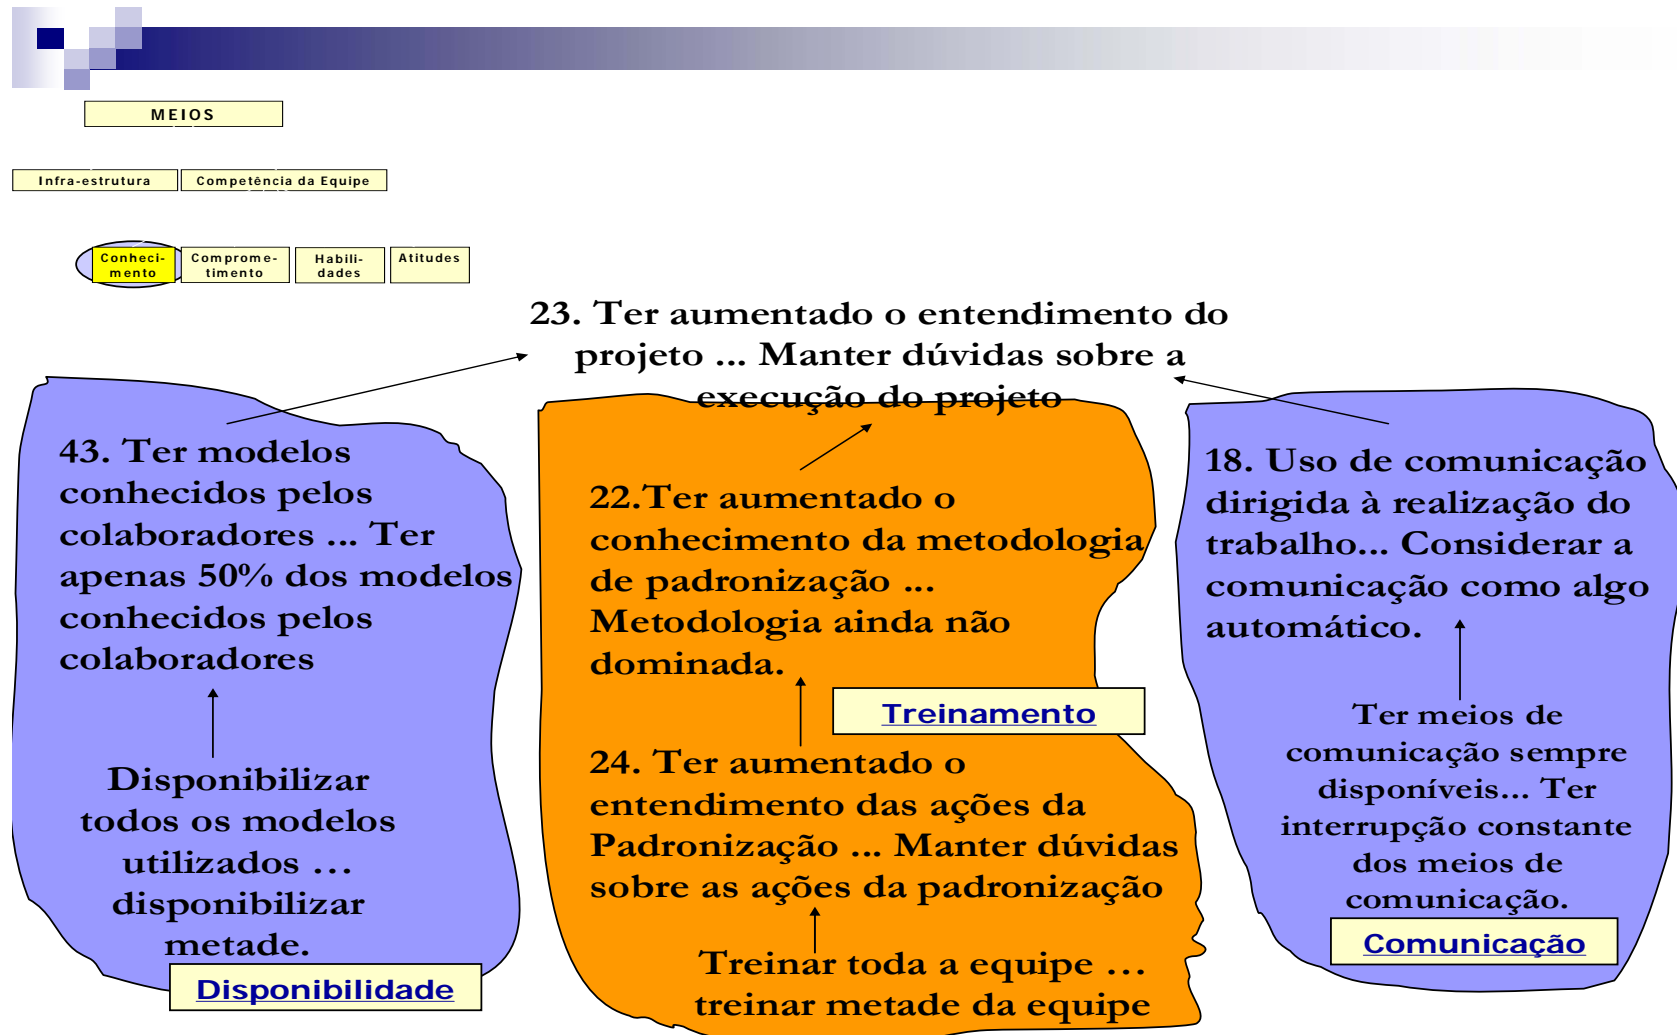 MEIOS
Infra-estrutura
Competência da Equipe
Conheci-
mento
Comprome-
timento
Habili-
dades
Atitudes
23. Ter aumentado o entendimento do
projeto ... Manter dúvidas sobre a
execução do projeto
43. Ter modelos
conhecidos pelos
colaboradores ... Ter
apenas 50% dos modelos
conhecidos pelos
colaboradores
Disponibilizar
todos os modelos
utilizados …
disponibilizar
metade.
Disponibilidade
22.Ter aumentado o
conhecimento da metodologia
de padronização ...
Metodologia ainda não
dominada.
Treinamento
24. Ter aumentado o
entendimento das ações da
Padronização ... Manter dúvidas
sobre as ações da padronização
Treinar toda a equipe …
treinar metade da equipe
18. Uso de comunicação
dirigida à realização do
trabalho... Considerar a
comunicação como algo
automático.
Ter meios de
comunicação sempre
disponíveis... Ter
interrupção constante
dos meios de
comunicação.
Comunicação